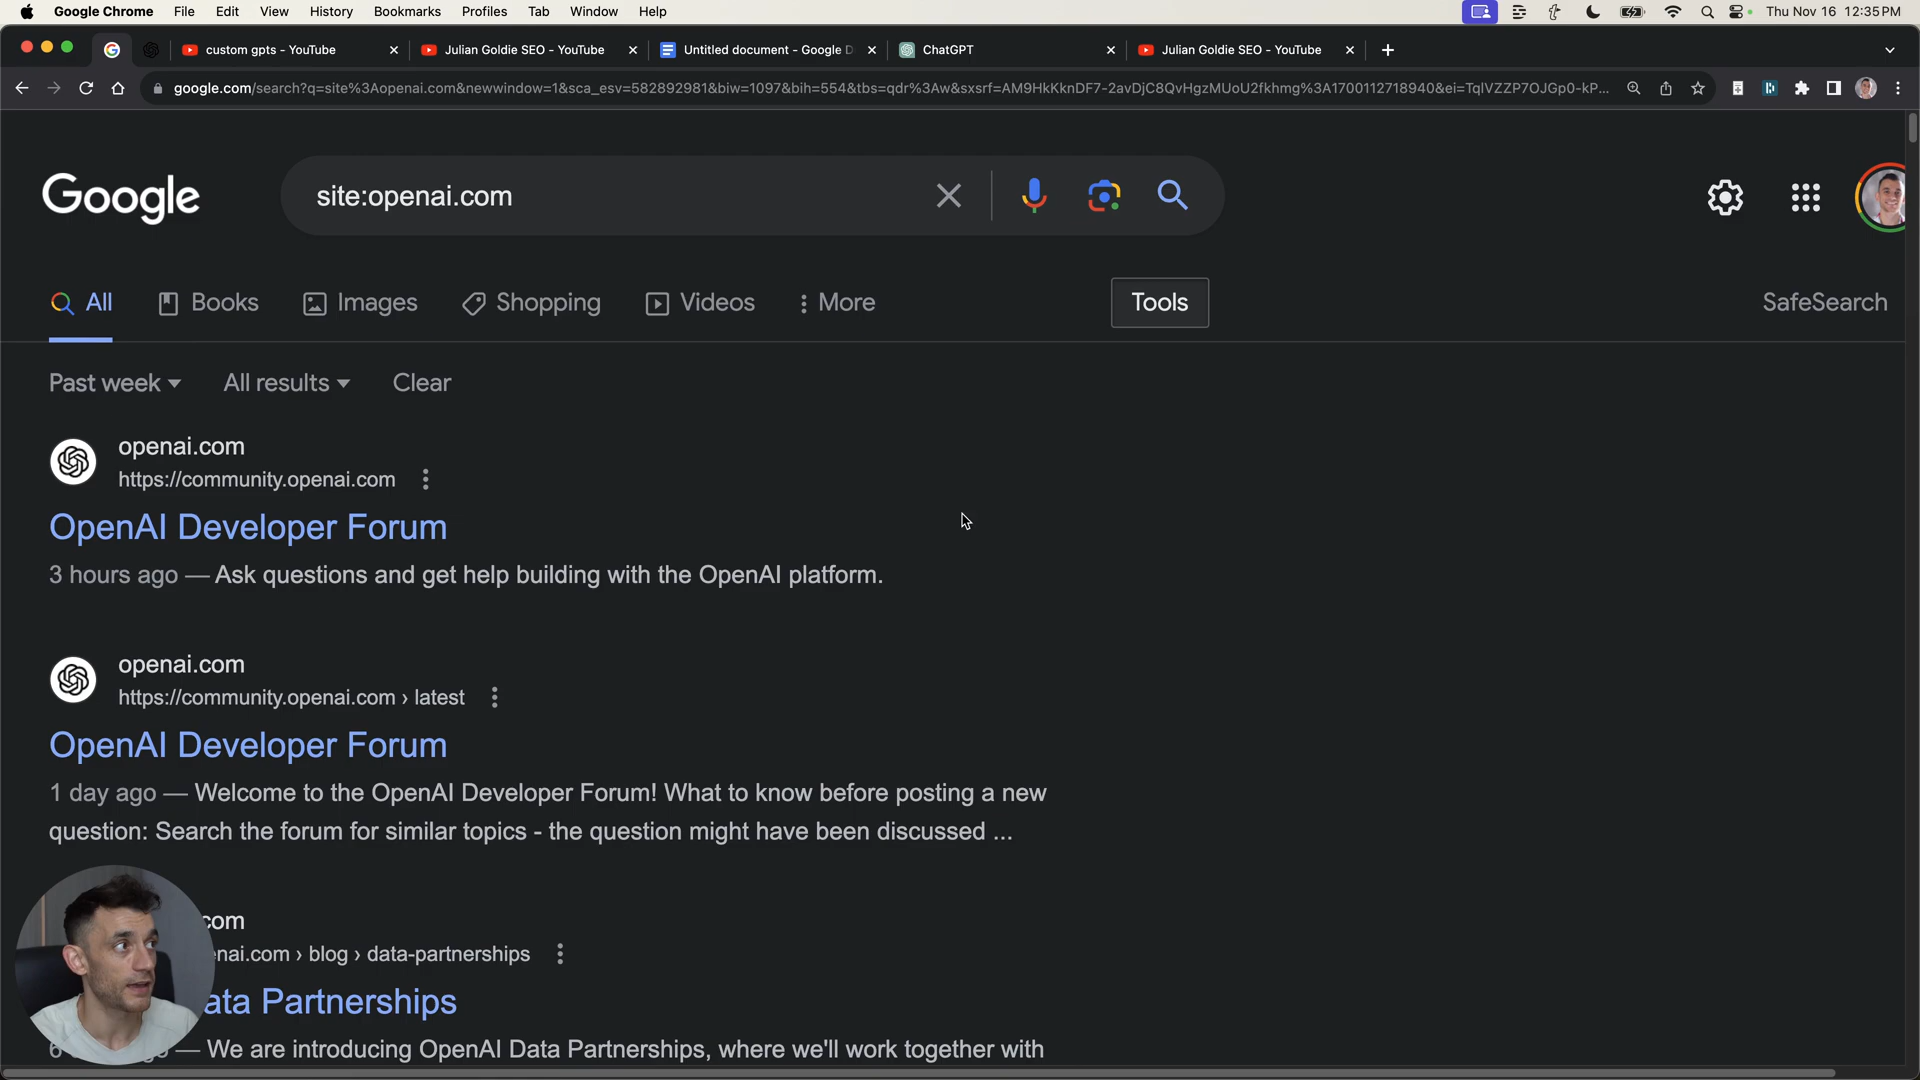 Google Chrome File Edit View History Bookmarks Profiles Tab Window Help Thu Nov 16 12:35 PM
custom gpts - YouTube Julian Goldie SEO - YouTube Untitled document - Google D ChatGPT Julian Goldie SEO - YouTube
google.com/search?q=site%3Aopenai.com&newwindow=1&sca_esv=582892981&biw=1097&bih=554&tbs=qdr%3Aw&sxsrf=AM9HkKknDF7-2avDjC8QvHgzMUoU2fkhmg%3A1700112718940&ei=TqlVZZP7OJGp0-kP...
Google site:openai.com
All Books Images Shopping Videos More Tools SafeSearch
Past week All results Clear
openai.com
https://community.openai.com
OpenAI Developer Forum
3 hours ago — Ask questions and get help building with the OpenAI platform.
openai.com
https://community.openai.com › latest
OpenAI Developer Forum
1 day ago — Welcome to the OpenAI Developer Forum! What to know before posting a new
question: Search the forum for similar topics - the question might have been discussed ...
.com
enai.com › blog › data-partnerships
ata Partnerships
— We are introducing OpenAI Data Partnerships, where we'll work together with